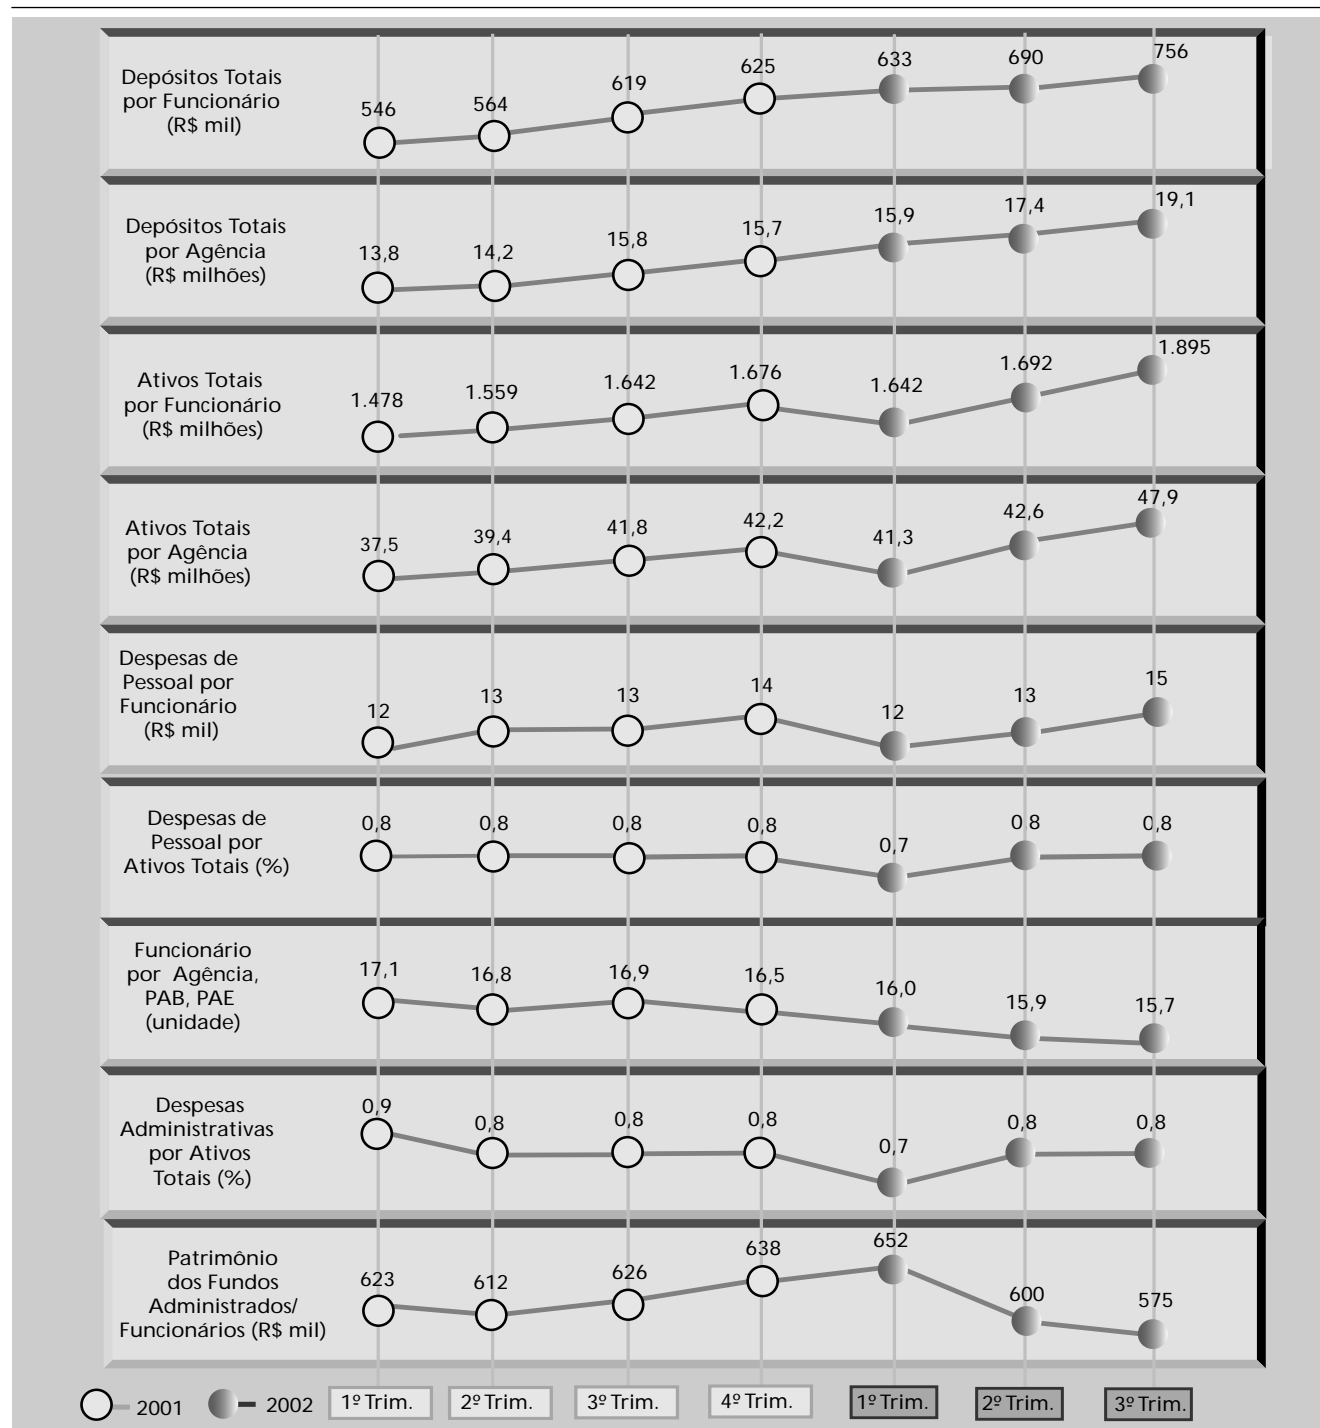 Depósitos Totais
por Funcionário
(R$ mil)
546 564 619 625 633 690 756
Depósitos Totais
por Agência
(R$ milhões)
13,8 14,2 15,8 15,7 15,9 17,4 19,1
Ativos Totais
por Funcionário
(R$ milhões)
1.478 1.559 1.642 1.676 1.642 1.692 1.895
Ativos Totais
por Agência
(R$ milhões)
37,5 39,4 41,8 42,2 41,3 42,6 47,9
Despesas de
Pessoal por
Funcionário
(R$ mil)
12 13 13 14 12 13 15
Despesas de
Pessoal por
Ativos Totais (%)
0,8 0,8 0,8 0,8 0,7 0,8 0,8
Funcionário
por Agência,
PAB, PAE
(unidade)
17,1 16,8 16,9 16,5 16,0 15,9 15,7
Despesas
Administrativas
por Ativos
Totais (%)
0,9 0,8 0,8 0,8 0,7 0,8 0,8
Patrimônio
dos Fundos
Administrados/
Funcionários (R$ mil)
623 612 626 638 652 600 575
2001 2002 1º Trim. 2º Trim. 3º Trim. 4º Trim. 1º Trim. 2º Trim. 3º Trim.